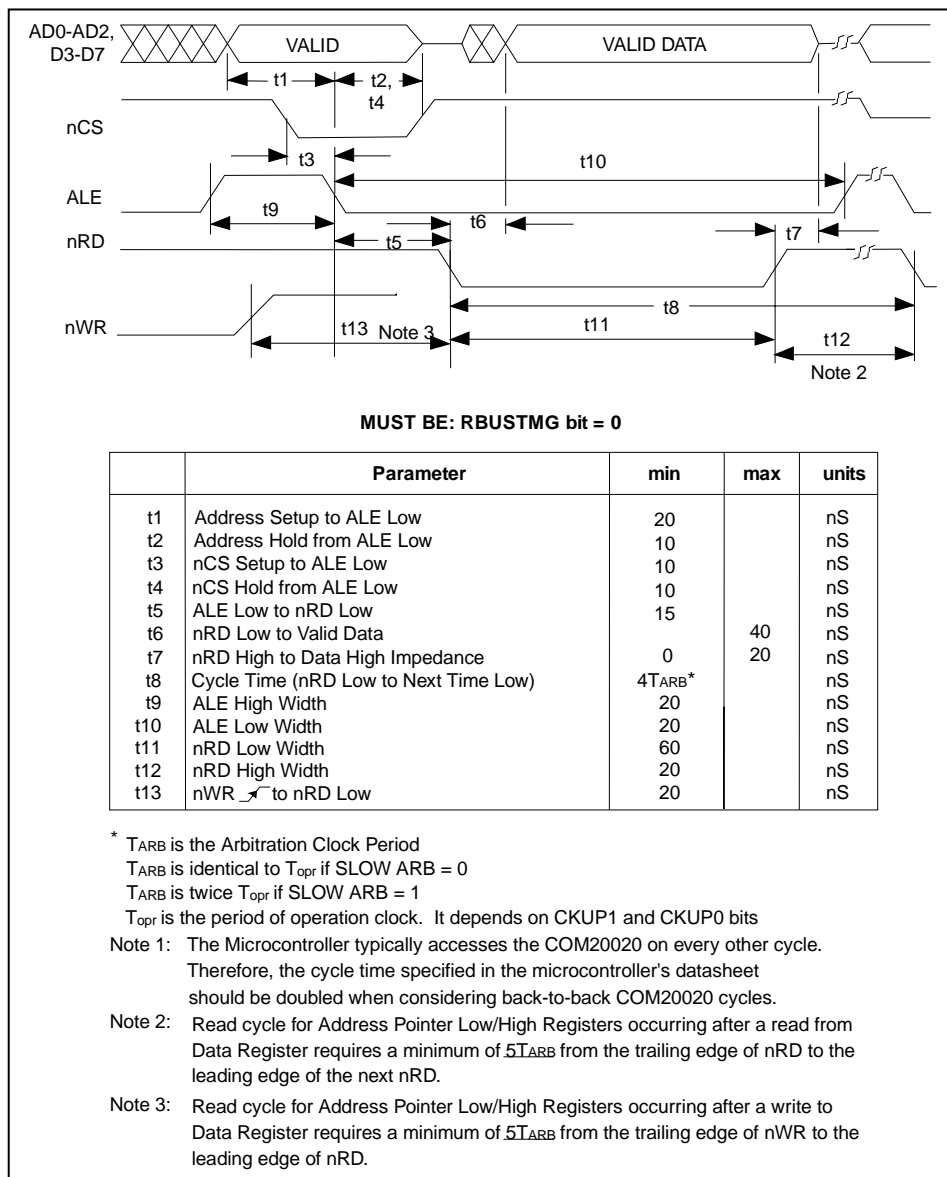 AD0-AD2,
D3-D7
VALID
VALID DATA
t1
t2,
t4
nCS
t3
t10
ALE
t9
t6
nRD
t5
t7
t8
nWR
t13 Note 3
t11
t12
Note 2
MUST BE: RBUSTMG bit = 0
Parameter min max units
t1 Address Setup to ALE Low 20 nS
t2 Address Hold from ALE Low 10 nS
t3 nCS Setup to ALE Low 10 nS
t4 nCS Hold from ALE Low 10 nS
t5 ALE Low to nRD Low 15 nS
t6 nRD Low to Valid Data 40 nS
t7 nRD High to Data High Impedance 0 20 nS
t8 Cycle Time (nRD Low to Next Time Low) 4TARB* nS
t9 ALE High Width 20 nS
t10 ALE Low Width 20 nS
t11 nRD Low Width 60 nS
t12 nRD High Width 20 nS
t13 nWR to nRD Low 20 nS
* TARB is the Arbitration Clock Period
TARB is identical to Topr if SLOW ARB = 0
TARB is twice Topr if SLOW ARB = 1
Topr is the period of operation clock. It depends on CKUP1 and CKUP0 bits
Note 1: The Microcontroller typically accesses the COM20020 on every other cycle.
Therefore, the cycle time specified in the microcontroller's datasheet
should be doubled when considering back-to-back COM20020 cycles.
Note 2: Read cycle for Address Pointer Low/High Registers occurring after a read from
Data Register requires a minimum of 5TARB from the trailing edge of nRD to the
leading edge of the next nRD.
Note 3: Read cycle for Address Pointer Low/High Registers occurring after a write to
Data Register requires a minimum of 5TARB from the trailing edge of nWR to the
leading edge of nRD.